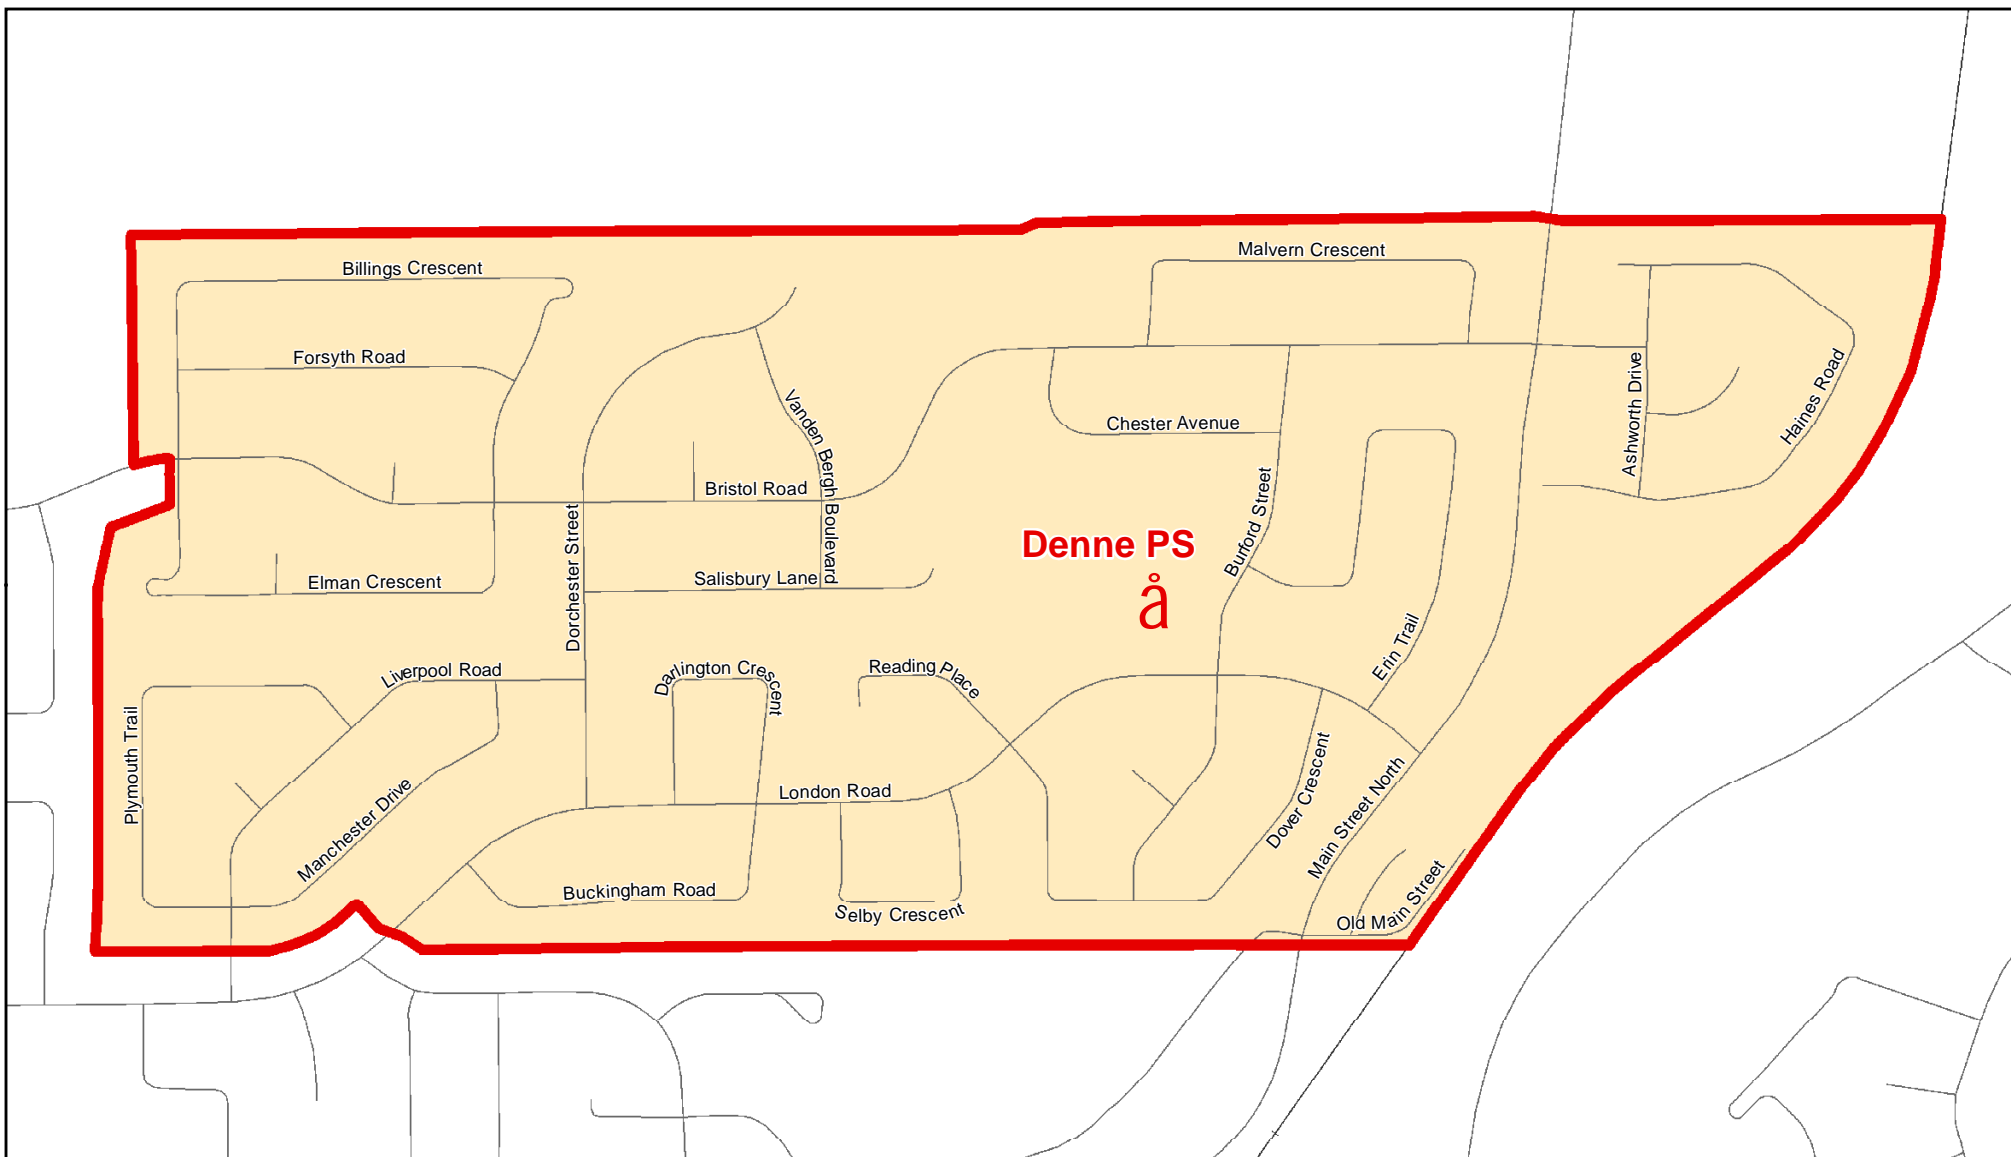 Malvern Crescent
Billings Crescent
Forsyth Road
Ashworth Drive
Haines Road
Vanden Bergh Boulevard
Chester Avenue
Bristol Road
Burford Street
Dorchester Street
Denne PS
å
Elman Crescent
Salisbury Lane
Erin Trail
Liverpool Road
Darlington Crescent
Reading Place
Plymouth Trail
Manchester Drive
London Road
Dover Crescent
Main Street North
Buckingham Road
Selby Crescent
Old Main Street